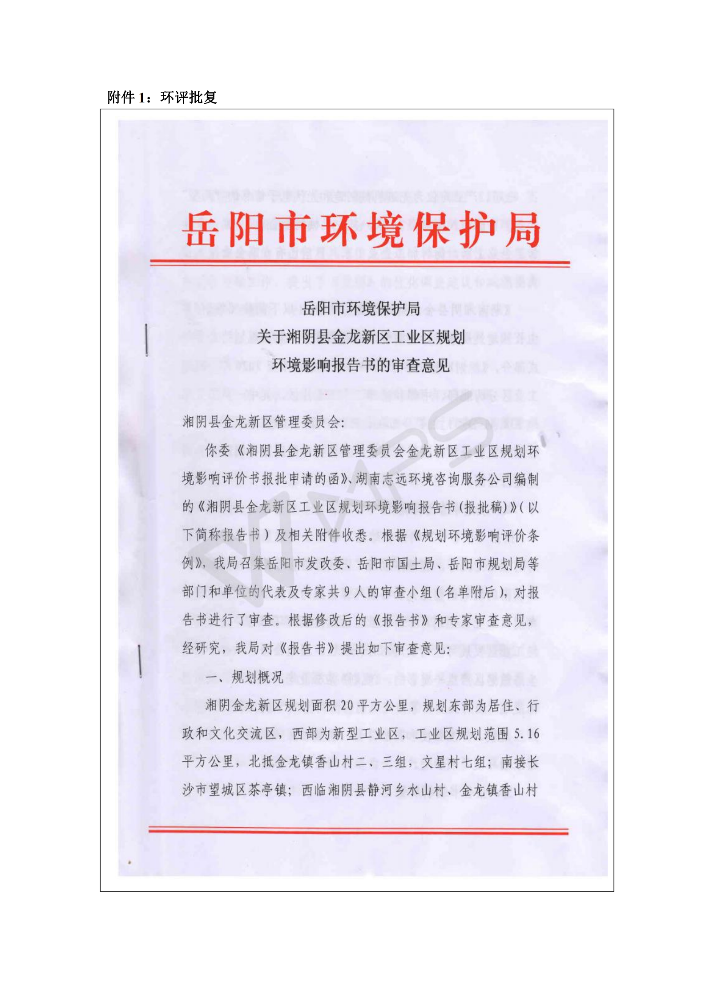 附件 1：环评批复
岳阳市环境保护局
岳阳市环境保护局
关于湘阴县金龙新区工业区规划
环境影响报告书的审查意见
湘阴县金龙新区管理委员会：
你委《湘阴县金龙新区管理委员会金龙新区工业区规划环
境影响评价书报批申请的函》、湖南志远环境咨询服务公司编制
的《湘阴县金龙新区工业区规划环境影响报告书(报批稿)》(以
下简称报告书)及相关附件收悉。根据《规划环境影响评价条
例》，我局召集岳阳市发改委、岳阳市国土局、岳阳市规划局等
部门和单位的代表及专家共 9 人的审查小组(名单附后)，对报
告书进行了审查。根据修改后的《报告书》和专家审查意见，
经研究，我局对《报告书》提出如下审查意见：
一、规划概况
湘阴金龙新区规划面积 20 平方公里，规划东部为居住、行
政和文化交流区，西部为新型工业区，工业区规划范围 5.16
平方公里，北抵金龙镇香山村二、三组，文星村七组；南接长
沙市望城区茶亭镇；西临湘阴县静河乡水山村、金龙镇香山村
WPS